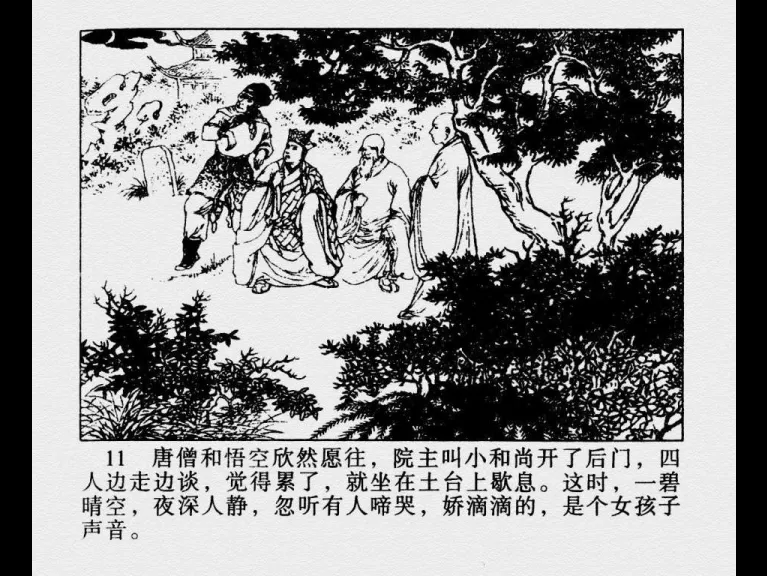 11 唐僧和悟空欣然愿往，院主叫小和尚开了后门，四
人边走边谈，觉得累了，就坐在土台上歇息。这时，一碧
晴空，夜深人静，忽听有人啼哭，娇滴滴的，是个女孩子
声音。